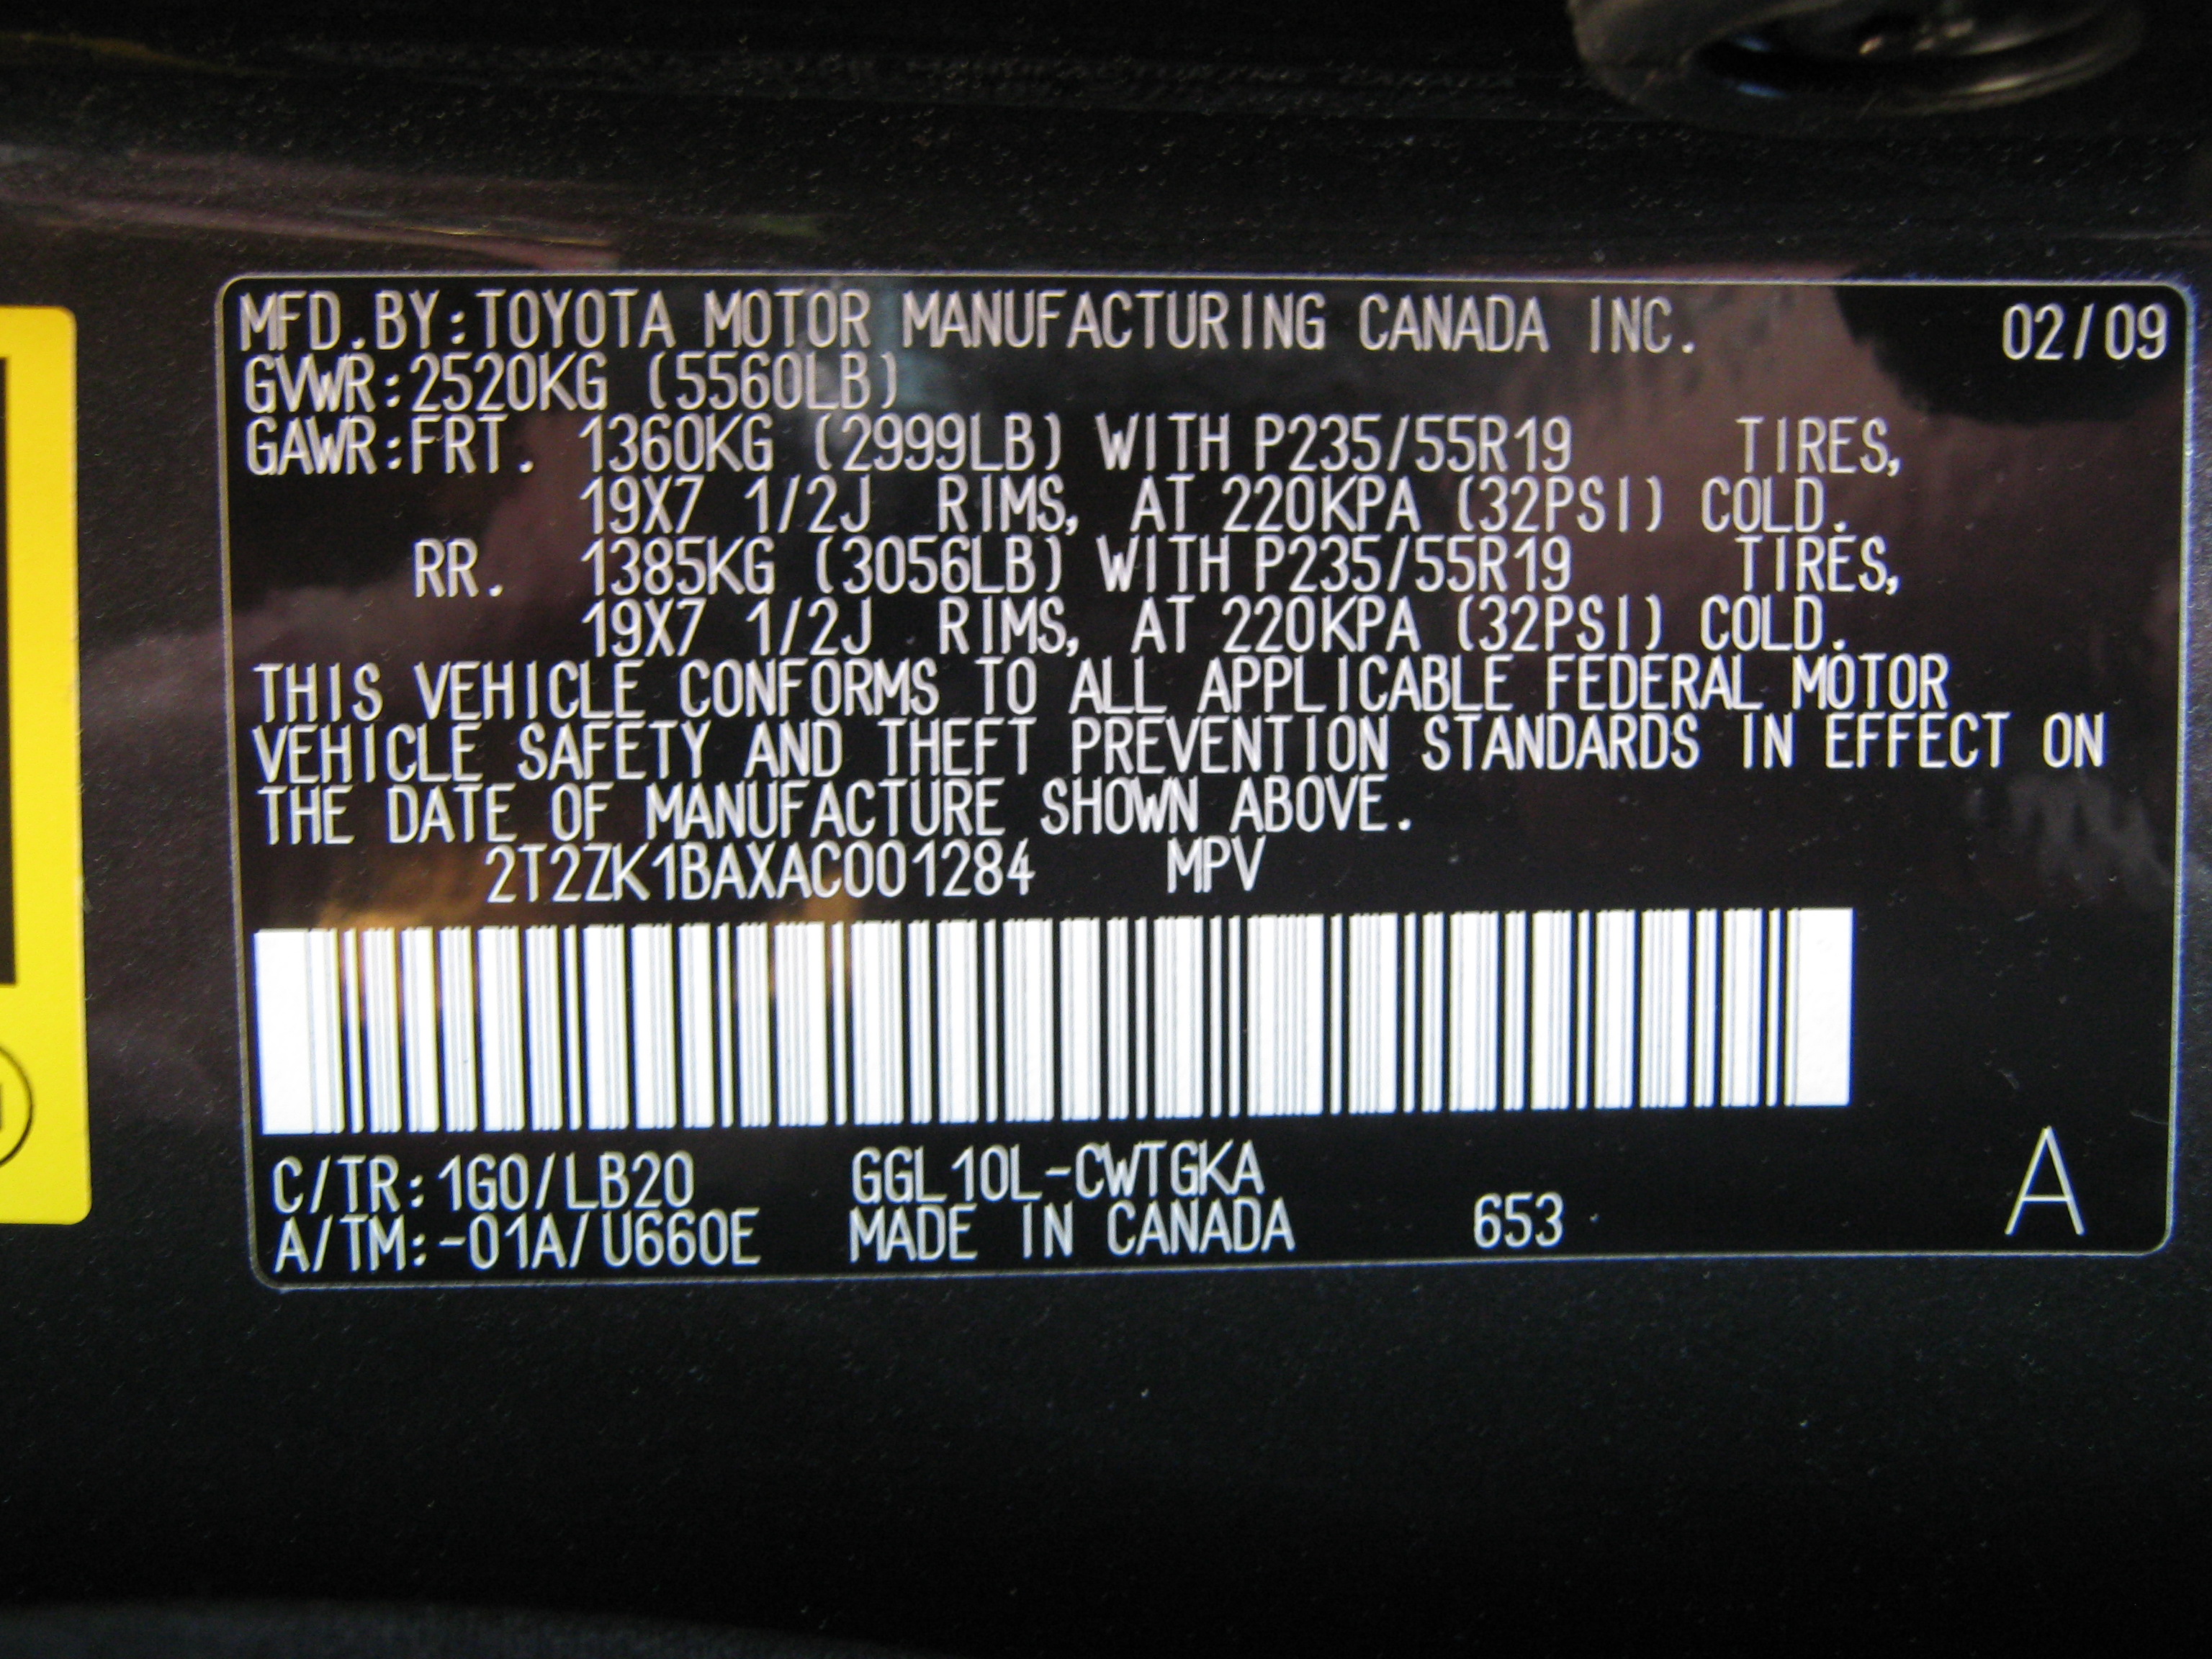 MFD.BY:TOYOTA MOTOR MANUFACTURING CANADA INC. 02/09
GVWR:2520KG (5560LB)
GAWR:FRT. 1360KG (2999LB) WITH P235/55R19 TIRES,
19X7 1/2J RIMS, AT 220KPA (32PSI) COLD.
RR. 1385KG (3056LB) WITH P235/55R19 TIRES,
19X7 1/2J RIMS, AT 220KPA (32PSI) COLD.
THIS VEHICLE CONFORMS TO ALL APPLICABLE FEDERAL MOTOR
VEHICLE SAFETY AND THEFT PREVENTION STANDARDS IN EFFECT ON
THE DATE OF MANUFACTURE SHOWN ABOVE.
2T2ZK1BAXAC001284 MPV
C/TR:1G0/LB20 GGL10L-CWTGKA
A/TM:-01A/U660E MADE IN CANADA 653 A